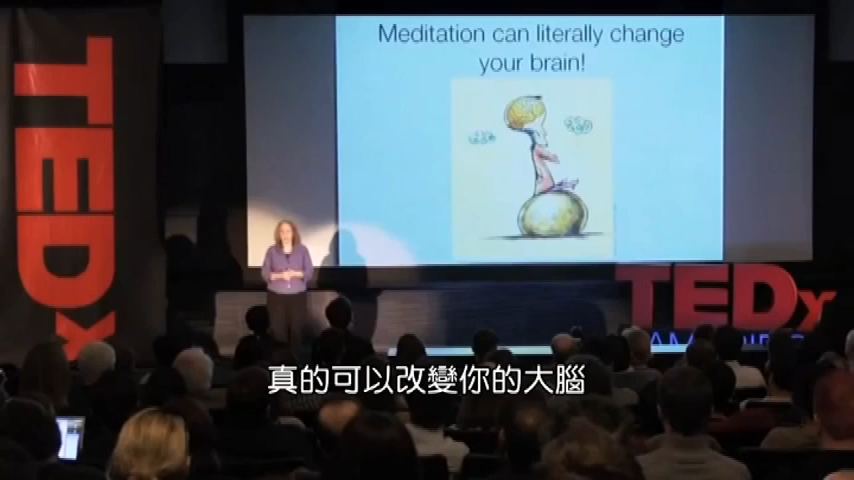 Meditation can literally change
your brain!
TEDx
TEDx
真的可以改變你的大腦